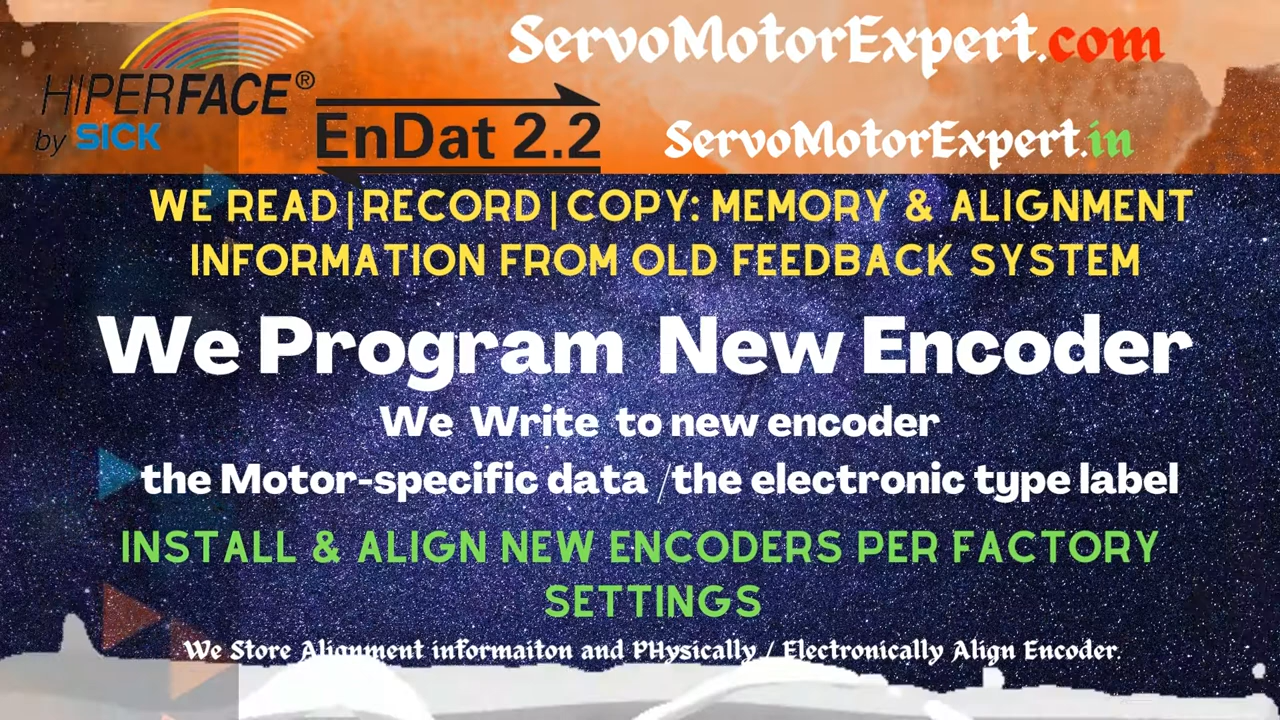 HIPERFACE®
by SICK
EnDat 2.2
ServoMotorExpert.com
ServoMotorExpert.in
WE READ|RECORD|COPY: MEMORY & ALIGNMENT
INFORMATION FROM OLD FEEDBACK SYSTEM
We Program New Encoder
We Write to new encoder
the Motor-specific data /the electronic type label
INSTALL & ALIGN NEW ENCODERS PER FACTORY
SETTINGS
We Store Alignment informaiton and PHysically / Electronically Align Encoder.